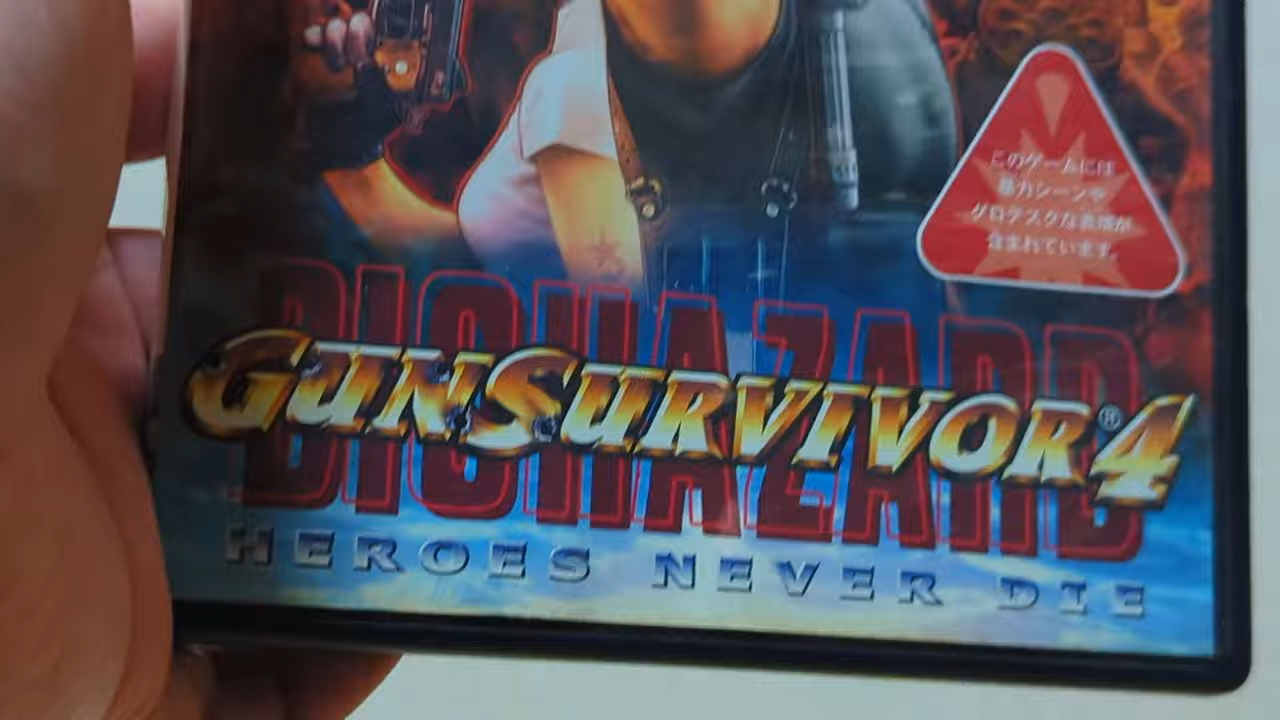 このゲームには
暴力シーンや
グロテスクな表現が
含まれています。
BIOHAZARD
GUNSURVIVOR®4
HEROES NEVER DIE